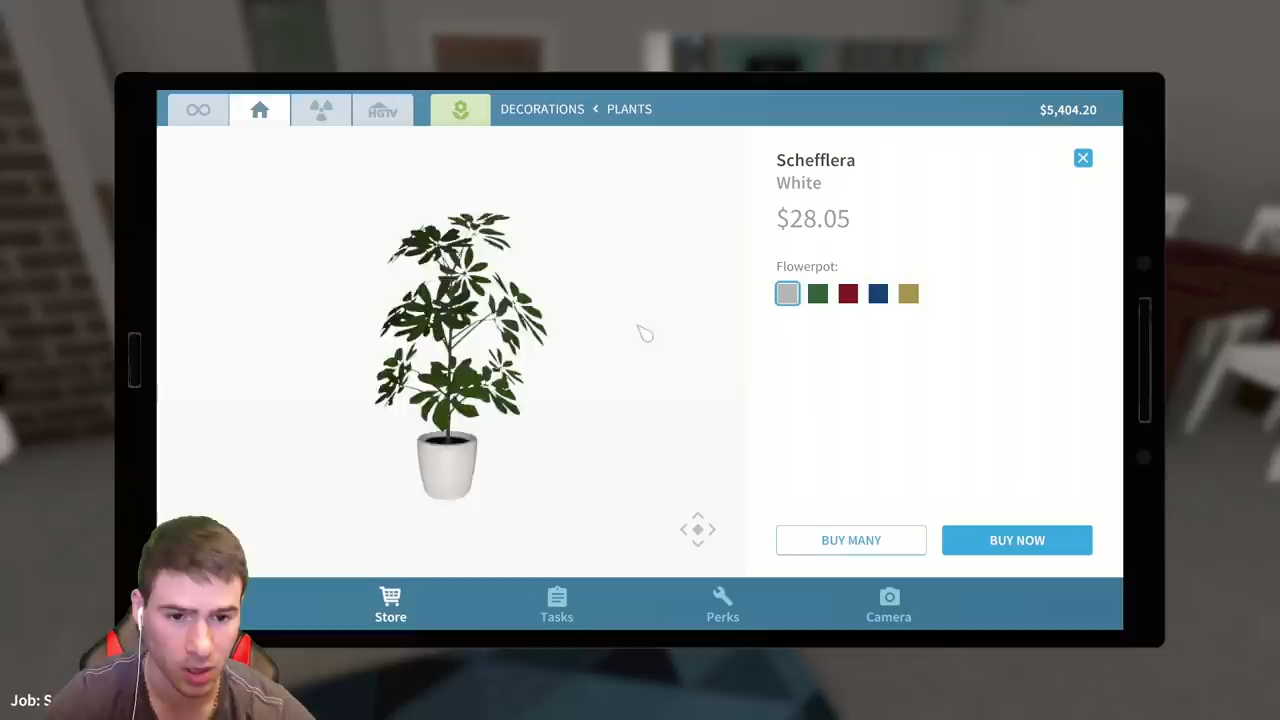 HGTV
DECORATIONS < PLANTS
$5,404.20
Schefflera
White
$28.05
Flowerpot:
BUY MANY
BUY NOW
Store
Tasks
Perks
Camera
Job: S